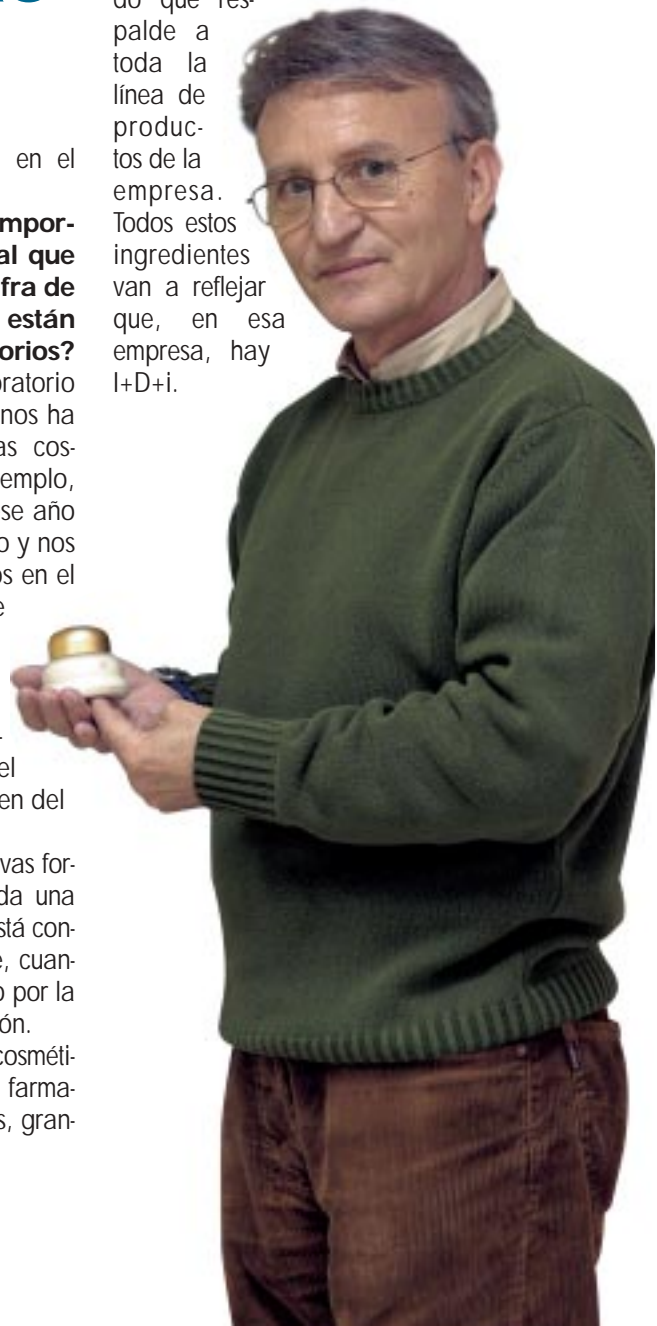 en el
impor-
al que
fra de
están
orios?
oratorio
nos ha
as cos-
emplo,
se año
o y nos
os en el
e
-
el
en del
vas for-
da una
stá con-
e, cuan-
o por la
ón.
cosméti-
farma-
s, gran-
do que res-
palde a
toda la
línea de
produc-
tos de la
empresa.
Todos estos
ingredientes
van a reflejar
que, en esa
empresa, hay
I+D+i.